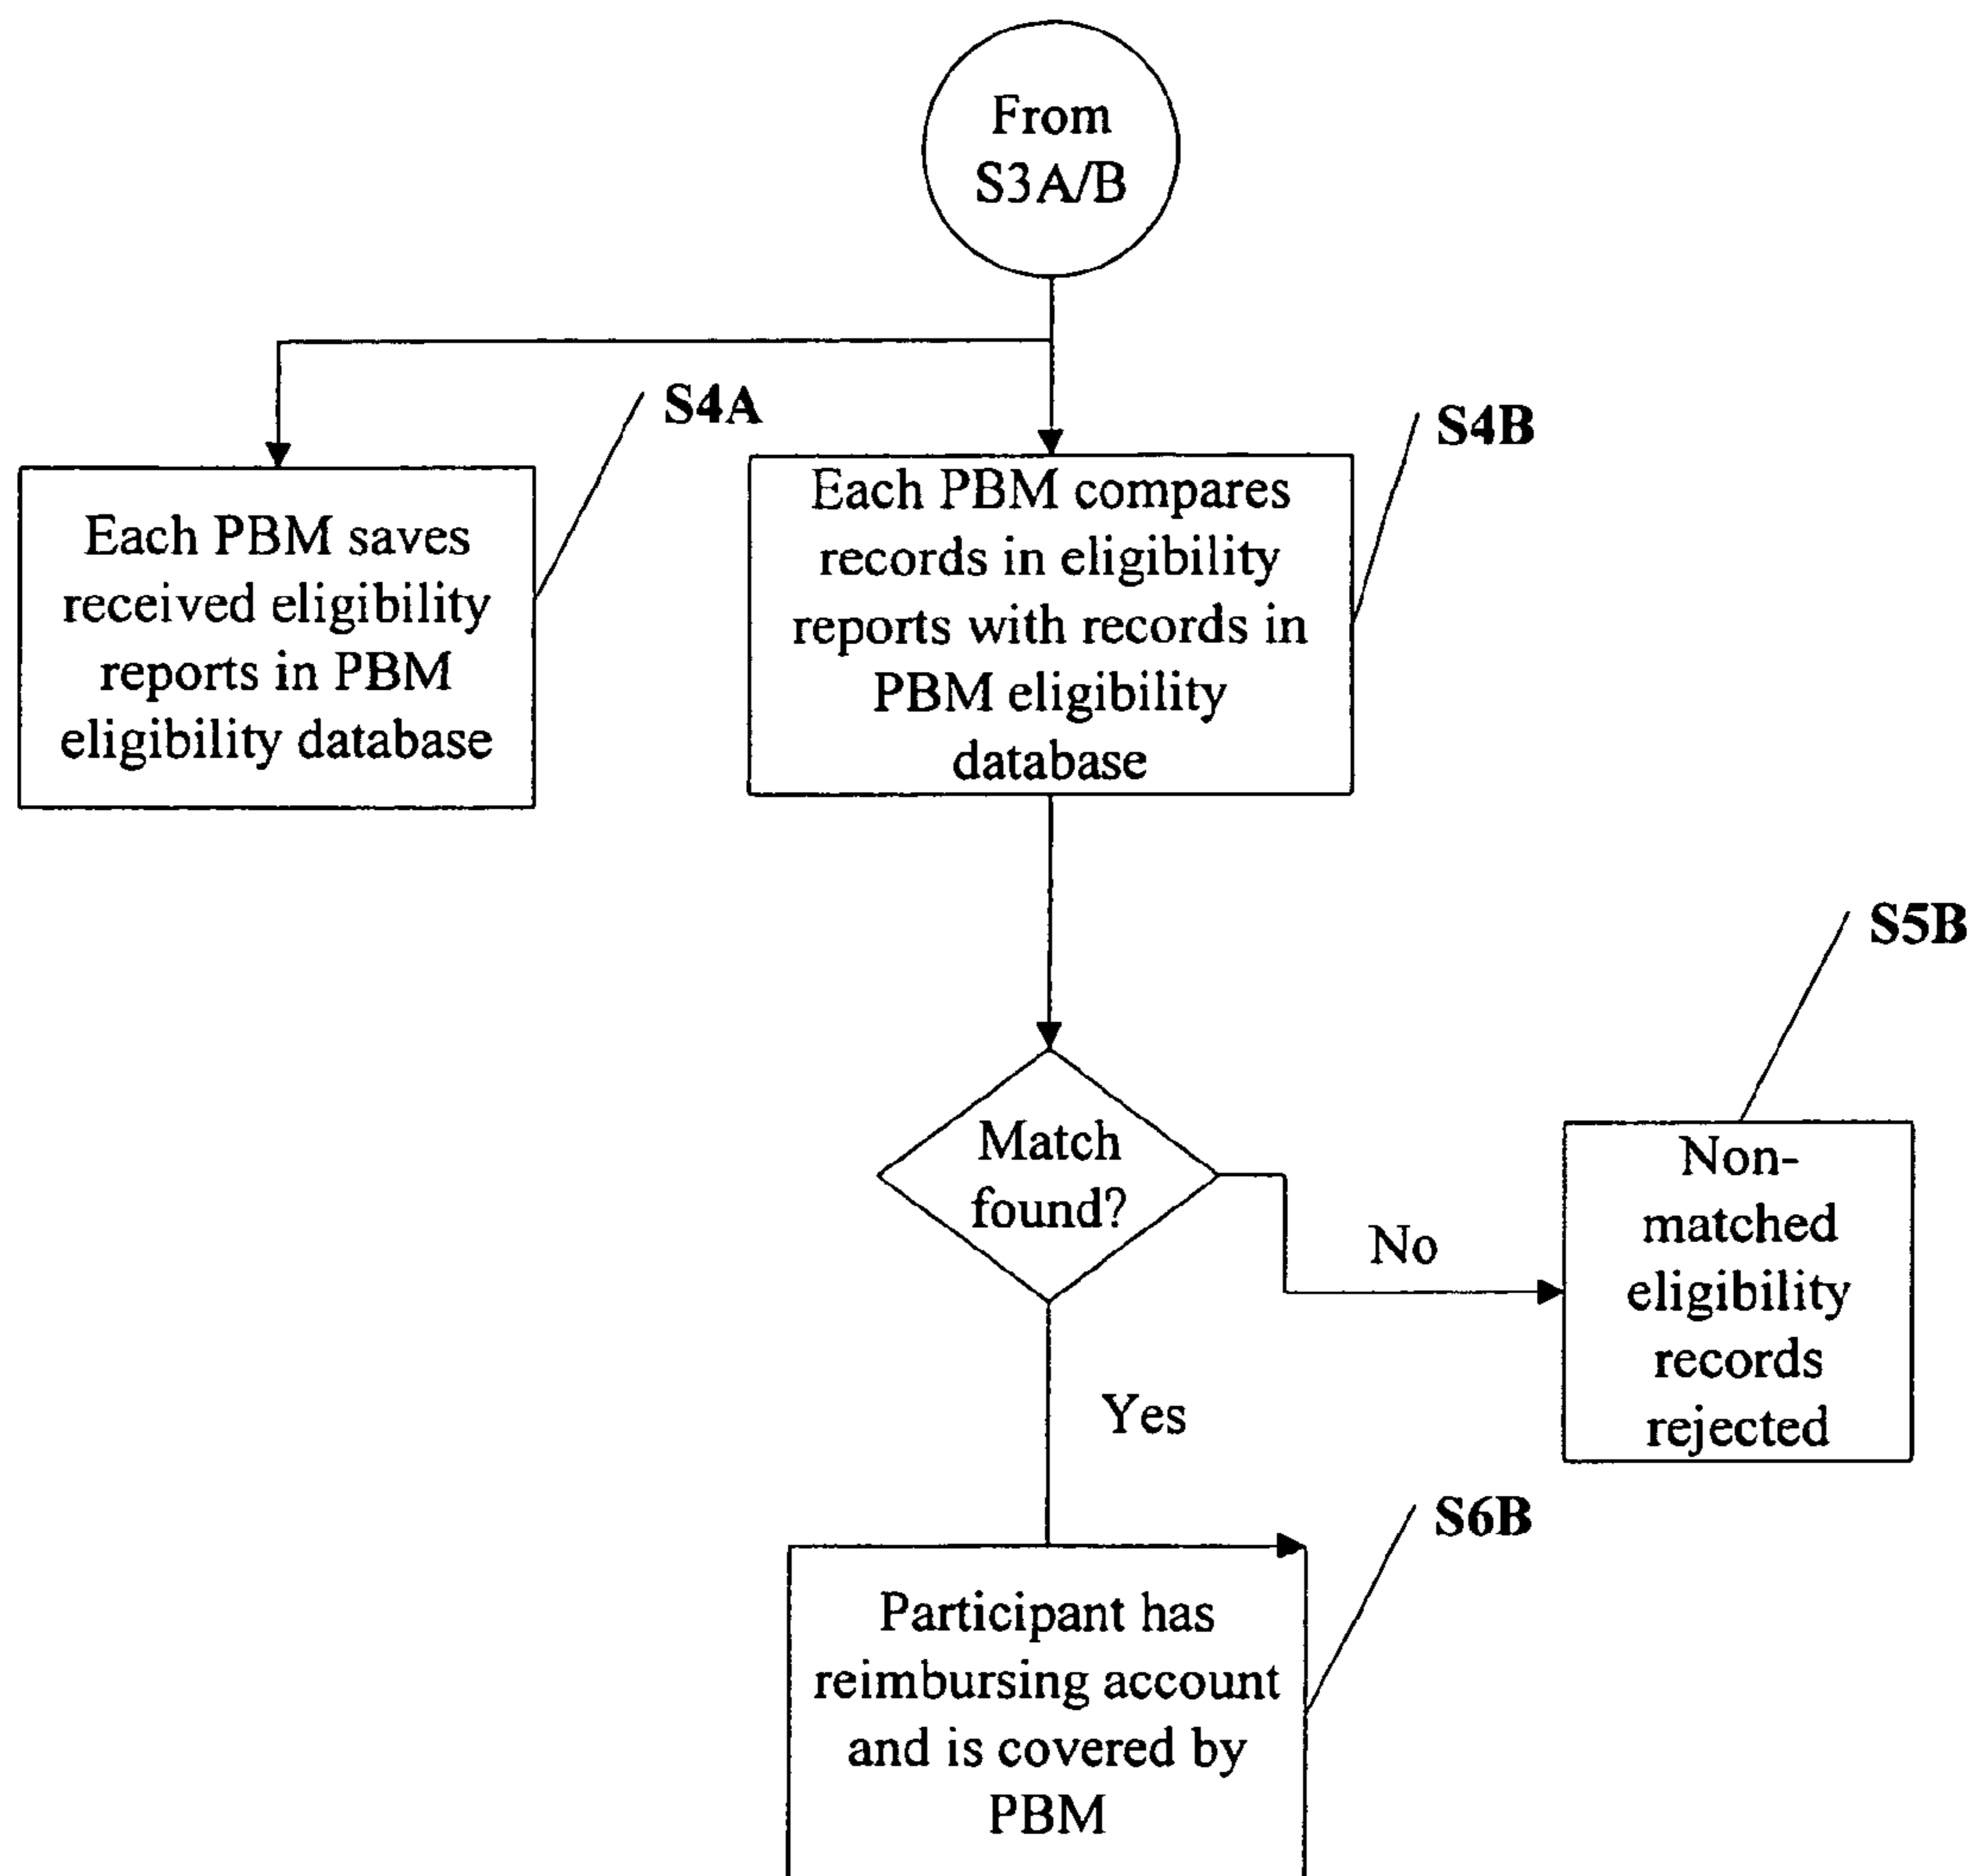 From
S3A/B
S4A
S4B
Each PBM saves
received eligibility
reports in PBM
eligibility database
Each PBM compares
records in eligibility
reports with records in
PBM eligibility
database
S5B
Match
found?
No
Non-
matched
eligibility
records
rejected
Yes
S6B
Participant has
reimbursing account
and is covered by
PBM